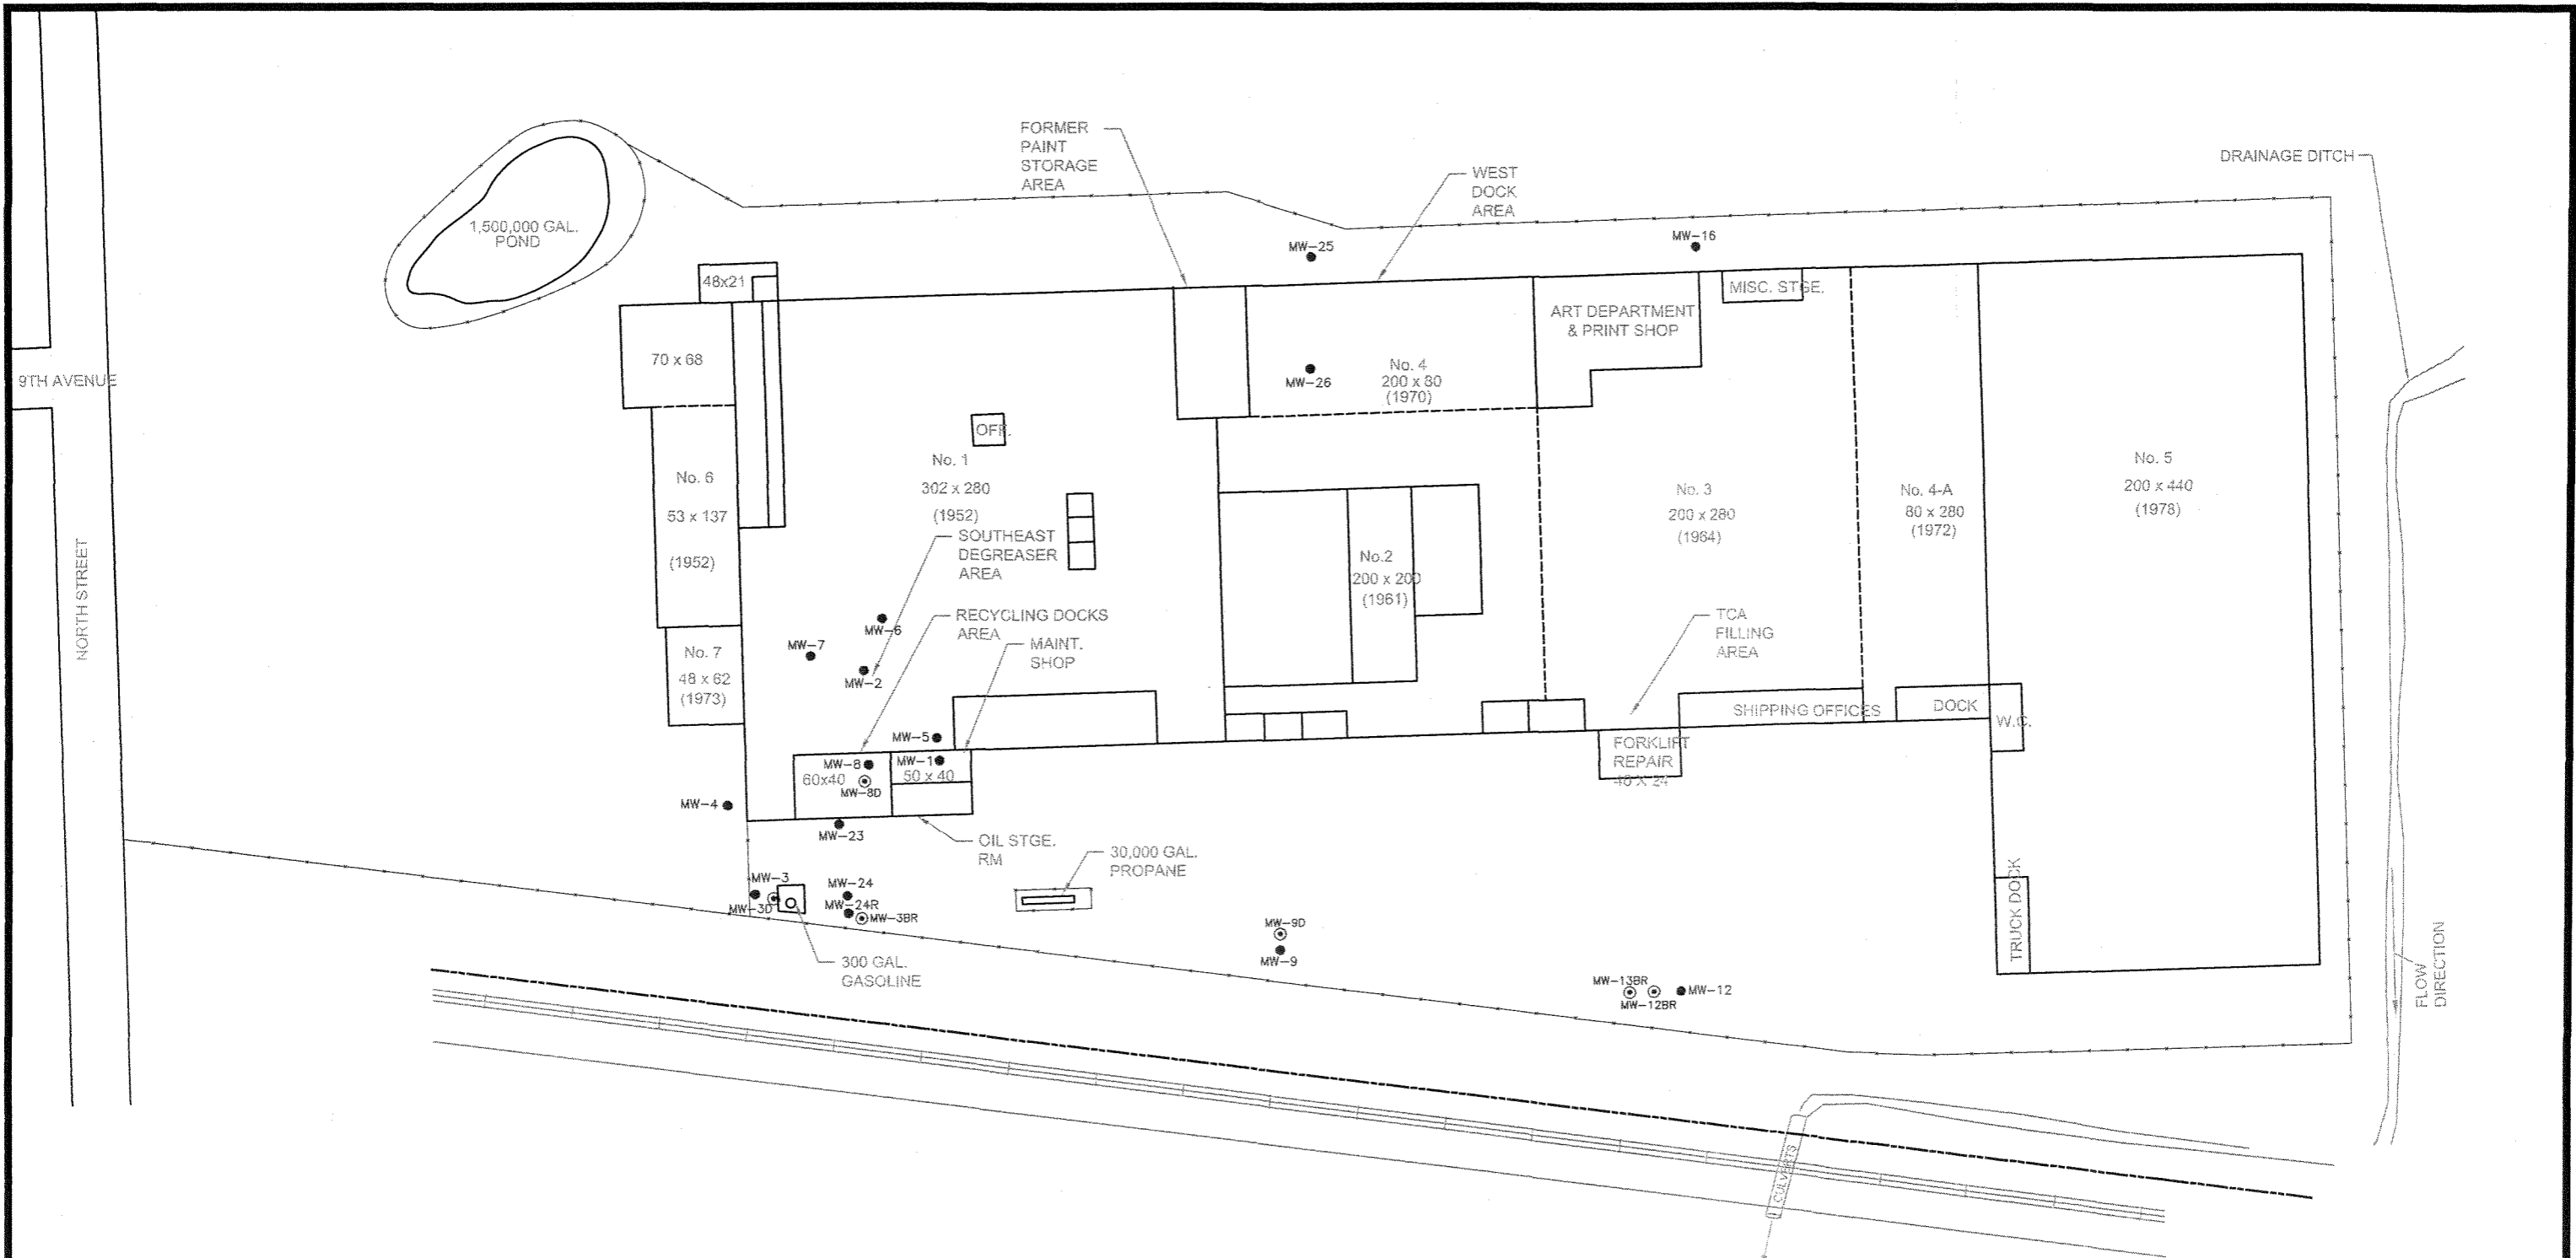 FORMER
PAINT
STORAGE
AREA
WEST
DOCK
AREA
DRAINAGE DITCH
1,500,000 GAL.
POND
MW-25
MW-16
48x21
MISC. STGE.
ART DEPARTMENT
& PRINT SHOP
70 x 68
9TH AVENUE
MW-26
No. 4
200 x 80
(1970)
OFF.
No. 1
302 x 280
(1952)
No. 6
53 x 137
(1952)
No. 3
200 x 280
(1964)
No. 4-A
80 x 280
(1972)
No. 5
200 x 440
(1978)
SOUTHEAST
DEGREASER
AREA
No.2
200 x 200
(1961)
NORTH STREET
RECYCLING DOCKS
AREA
MAINT.
SHOP
TCA
FILLING
AREA
MW-6
MW-7
MW-2
No. 7
48 x 62
(1973)
SHIPPING OFFICES
DOCK
W.C.
MW-5
FORKLIFT
REPAIR
48 X 24
MW-8
60x40
MW-8D
MW-1
50 x 40
MW-4
MW-23
OIL STGE.
RM
30,000 GAL.
PROPANE
MW-3
MW-3D
MW-24
MW-24R
MW-3BR
TRUCK DOCK
MW-9D
MW-9
300 GAL.
GASOLINE
MW-13BR
MW-12BR
MW-12
FLOW
DIRECTION
CULVERTS